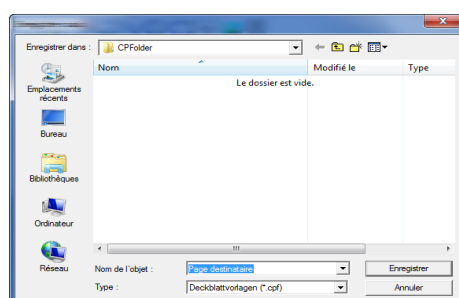 Enregistrer dans :
CPFolder
Nom
Modifié le
Type
Le dossier est vide.
Emplacements
récents
Bureau
Bibliothèques
Ordinateur
Réseau
Nom de l'objet :
Page destinataire
Enregistrer
Type :
Deckblattvorlagen (*.cpf)
Annuler